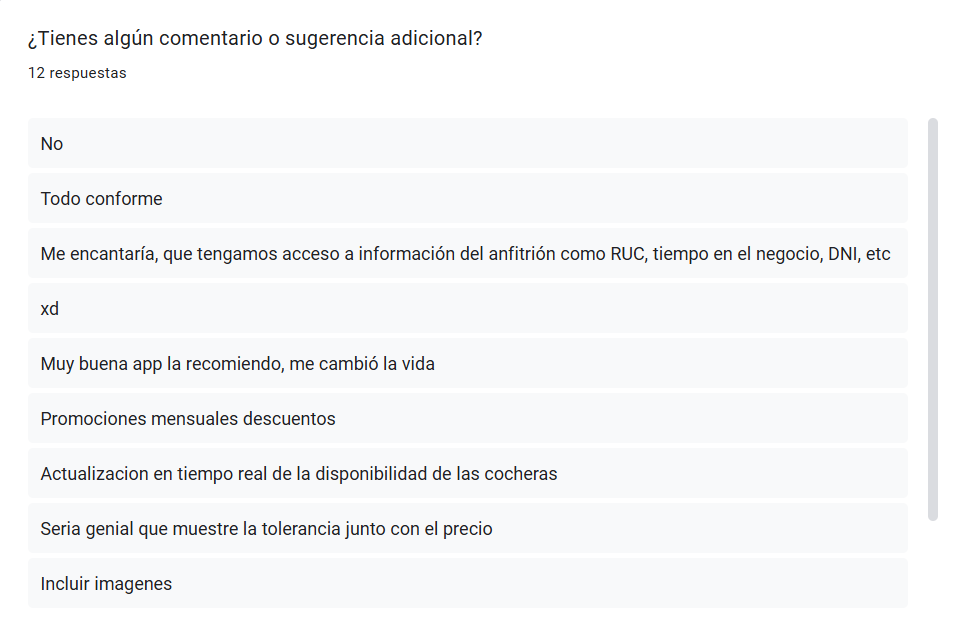 ¿Tienes algún comentario o sugerencia adicional?
12 respuestas
No
Todo conforme
Me encantaría, que tengamos acceso a información del anfitrión como RUC, tiempo en el negocio, DNI, etc
xd
Muy buena app la recomiendo, me cambió la vida
Promociones mensuales descuentos
Actualizacion en tiempo real de la disponibilidad de las cocheras
Seria genial que muestre la tolerancia junto con el precio
Incluir imagenes